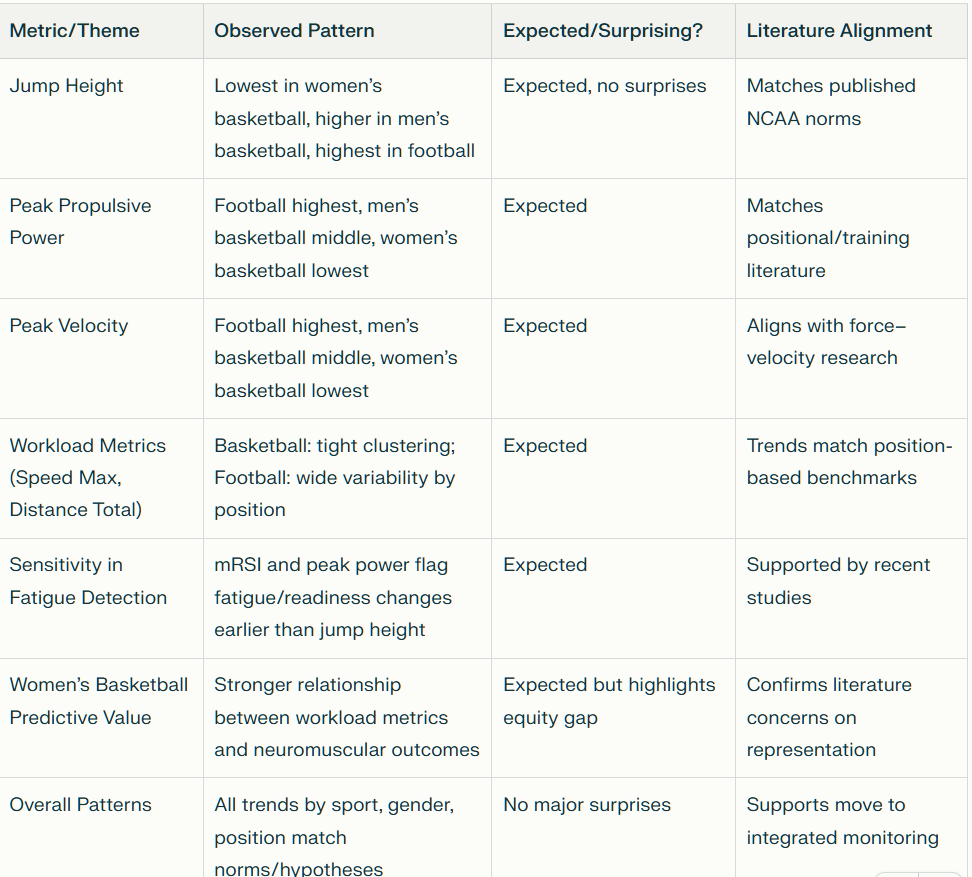 Metric/Theme Observed Pattern Expected/Surprising? Literature Alignment
Jump Height
Lowest in women’s
basketball, higher in men’s
basketball, highest in football
Expected, no surprises
Matches published
NCAA norms
Peak Propulsive
Power
Football highest, men’s
basketball middle, women’s
basketball lowest
Expected
Matches
positional/training
literature
Peak Velocity
Football highest, men’s
basketball middle, women’s
basketball lowest
Expected
Aligns with force–
velocity research
Workload Metrics
(Speed Max,
Distance Total)
Basketball: tight clustering;
Football: wide variability by
position
Expected
Trends match position-
based benchmarks
Sensitivity in
Fatigue Detection
mRSI and peak power flag
fatigue/readiness changes
earlier than jump height
Expected
Supported by recent
studies
Women’s Basketball
Predictive Value
Stronger relationship
between workload metrics
and neuromuscular outcomes
Expected but highlights
equity gap
Confirms literature
concerns on
representation
Overall Patterns
All trends by sport, gender,
position match
norms/hypotheses
No major surprises
Supports move to
integrated monitoring